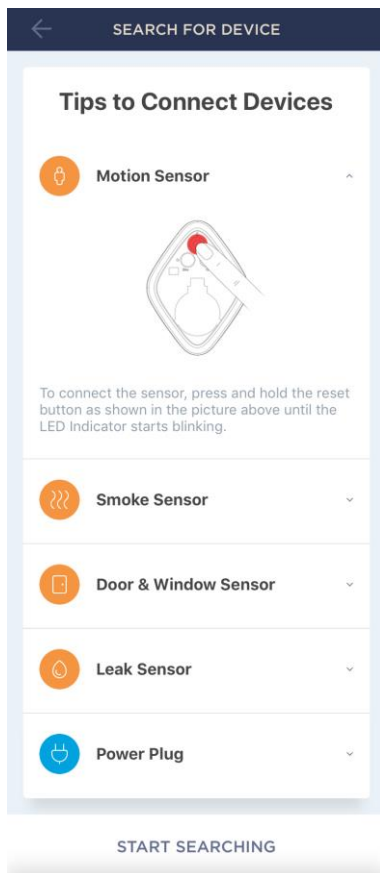 SEARCH FOR DEVICE
Tips to Connect Devices
Motion Sensor
To connect the sensor, press and hold the reset
button as shown in the picture above until the
LED Indicator starts blinking.
Smoke Sensor
Door & Window Sensor
Leak Sensor
Power Plug
START SEARCHING